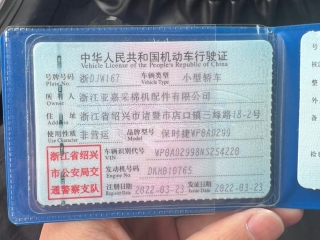 中华人民共和国机动车行驶证
Vehicle License of the People's Republic of China
号牌号码 浙DJW167 车辆类型 小型轿车
Plate No. Vehicle Type
所有人 浙江亚嘉采棉机配件有限公司
Owner
住址 浙江省绍兴市诸暨市店口镇三峰路18-2号
Address
使用性质 非营运 品牌型号 保时捷WP0AD299
Use Character Model
浙江省绍兴
市公安局交
通警察支队
车辆识别代号 WP0AD2998NS254220
VIN
发动机号码 DKH010765
Engine No.
注册日期 2022-03-23 发证日期 2022-03-23
Register Date Issue Date